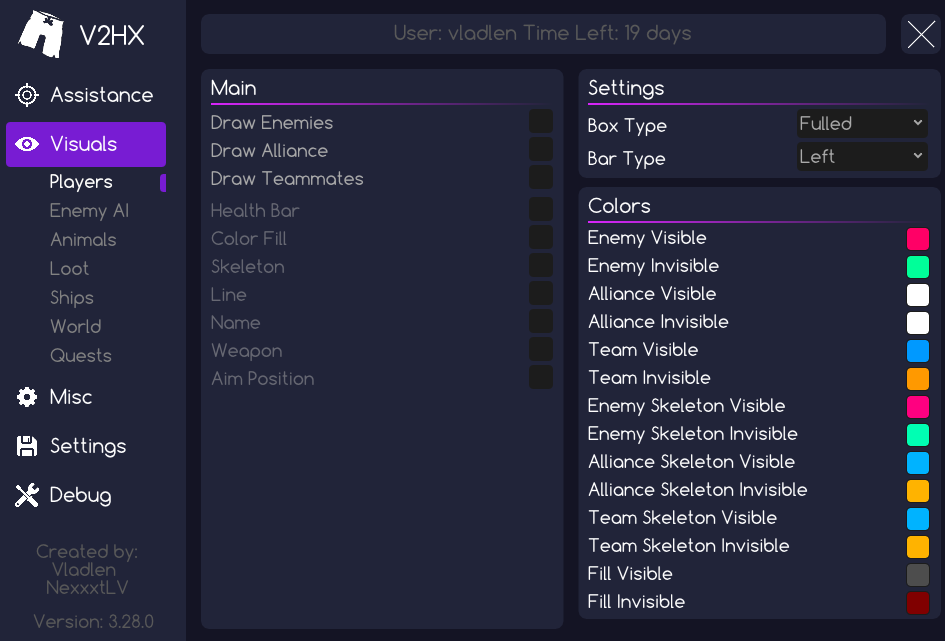 V2HX
Assistance
Visuals
Players
Enemy AI
Animals
Loot
Ships
World
Quests
Misc
Settings
Debug
Created by:
Vladlen
NexxxtLV
Version: 3.28.0
User: vladlen Time Left: 19 days
Main
Draw Enemies
Draw Alliance
Draw Teammates
Health Bar
Color Fill
Skeleton
Line
Name
Weapon
Aim Position
Settings
Box Type Fulled
Bar Type Left
Colors
Enemy Visible
Enemy Invisible
Alliance Visible
Alliance Invisible
Team Visible
Team Invisible
Enemy Skeleton Visible
Enemy Skeleton Invisible
Alliance Skeleton Visible
Alliance Skeleton Invisible
Team Skeleton Visible
Team Skeleton Invisible
Fill Visible
Fill Invisible